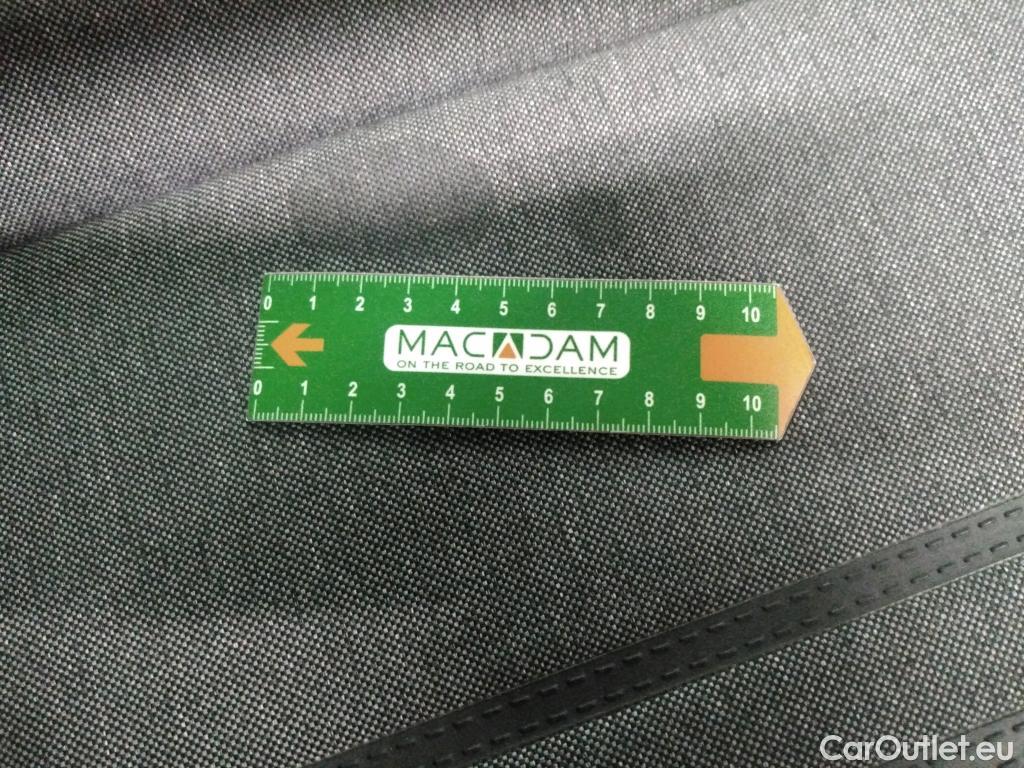 0 1 2 3 4 5 6 7 8 9 10
MACADAM
ON THE ROAD TO EXCELLENCE
0 1 2 3 4 5 6 7 8 9 10
CarOutlet.eu